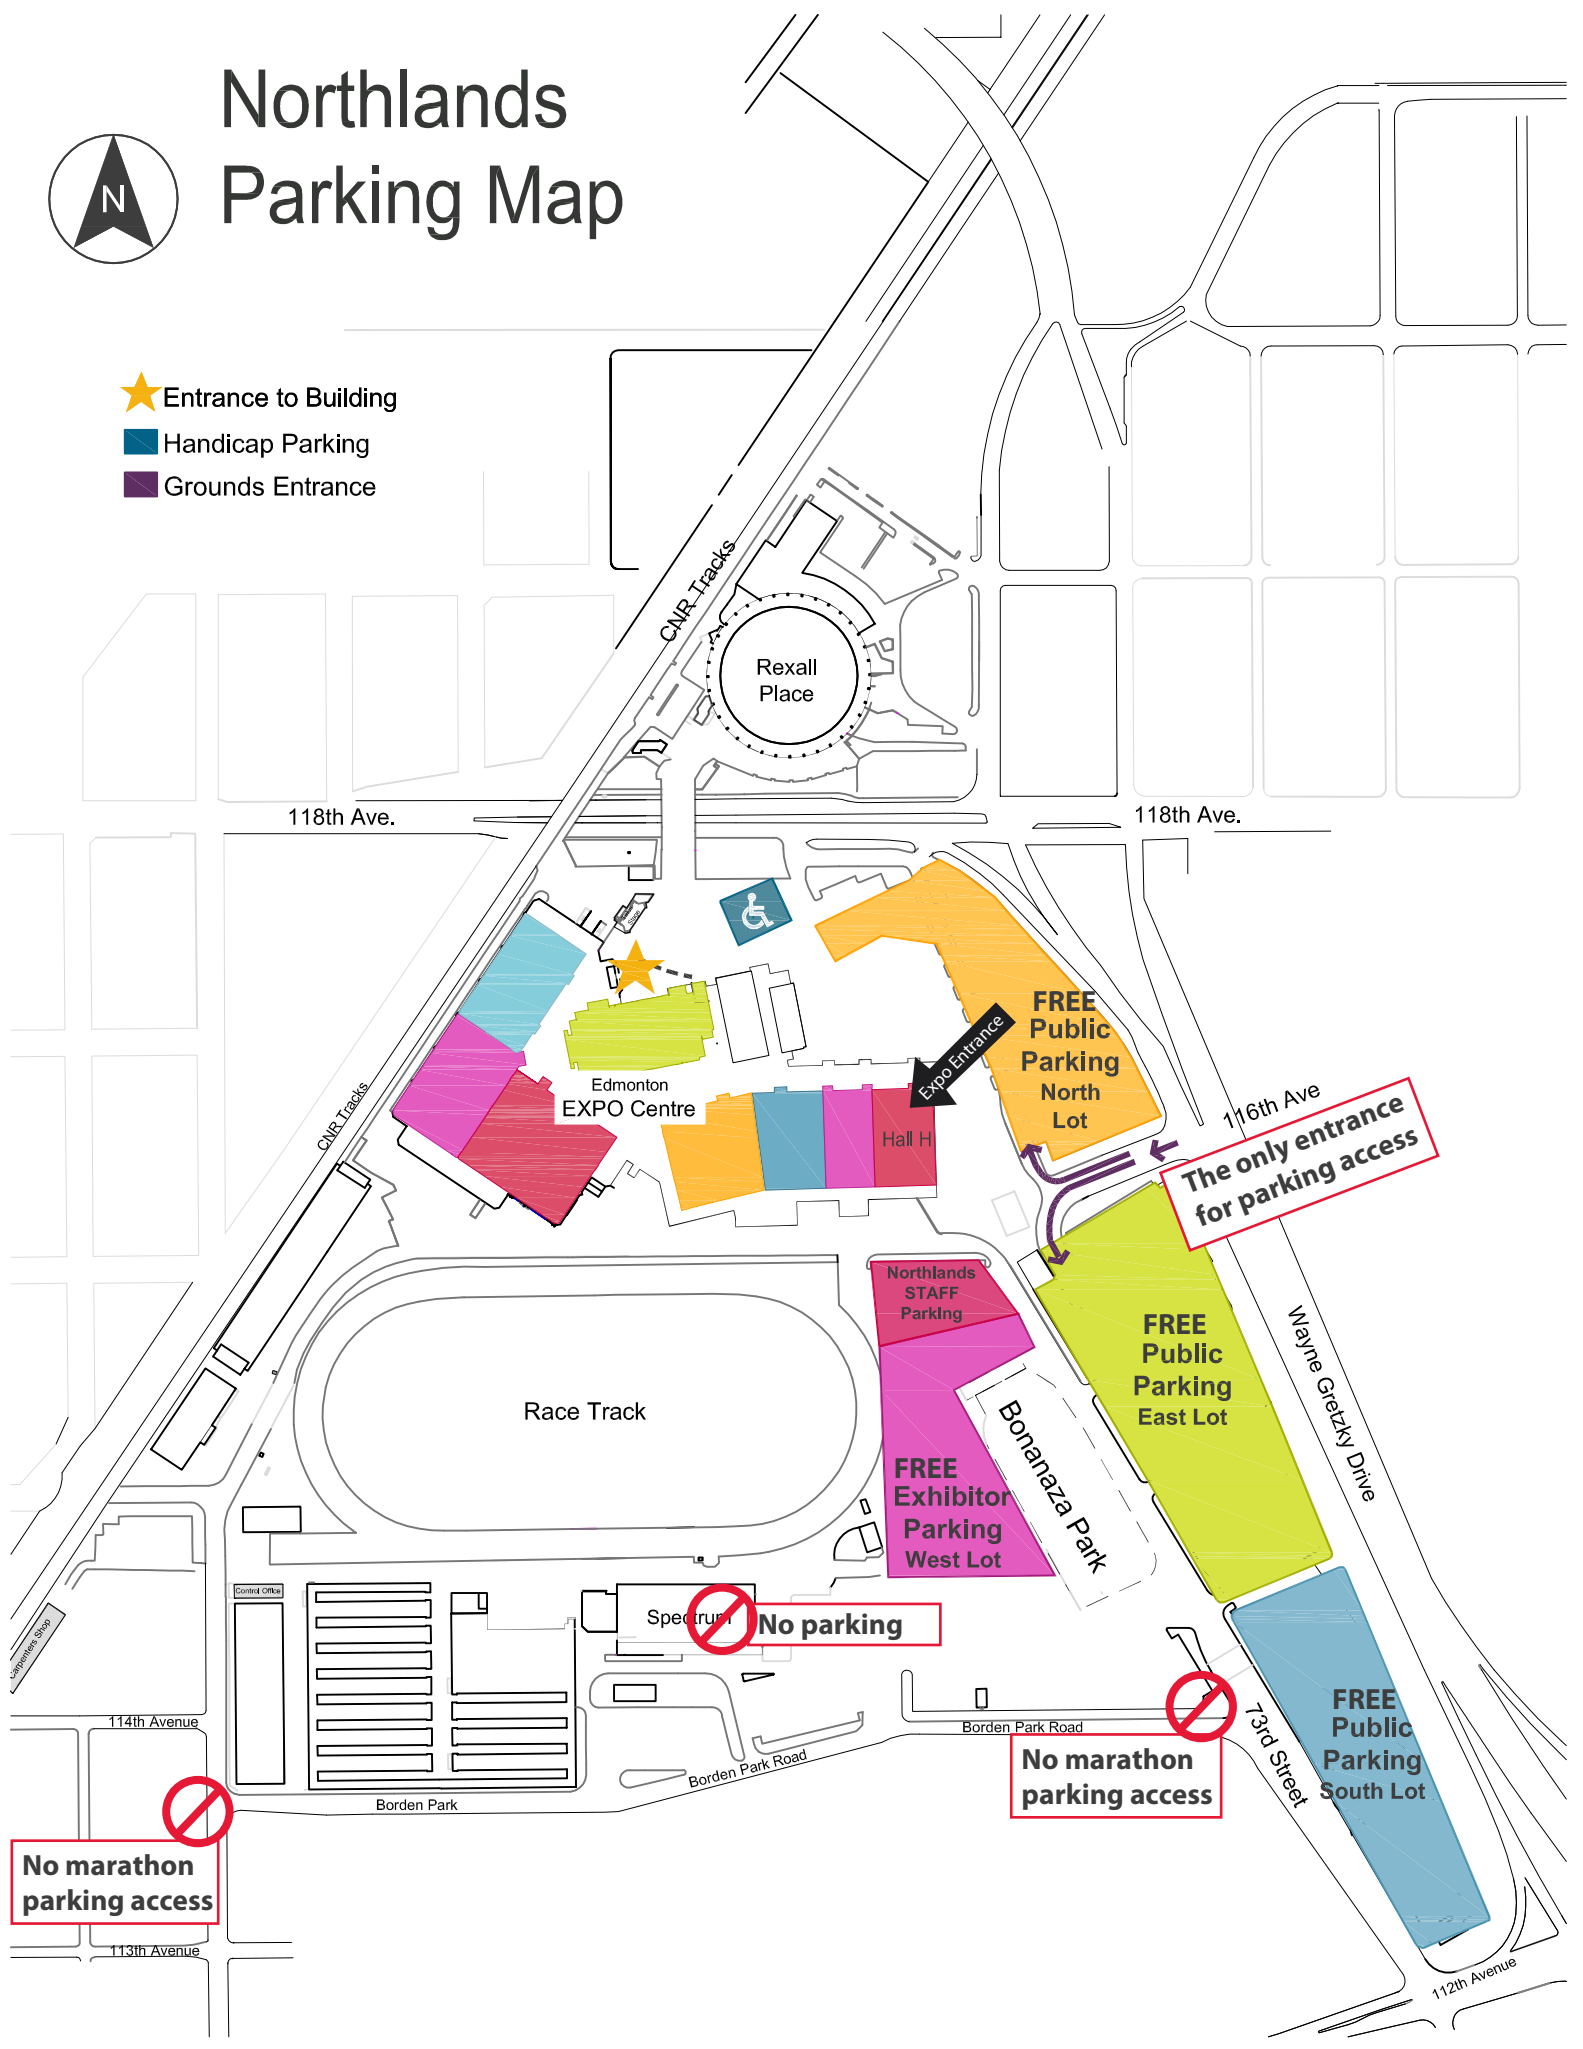 Northlands
Parking Map
N
Entrance to Building
Handicap Parking
Grounds Entrance
CNR Tracks
Rexall
Place
118th Ave.
118th Ave.
FREE
Public
Parking
North
Lot
Expo Entrance
Edmonton
EXPO Centre
Hall H
CNR Tracks
116th Ave
The only entrance
for parking access
Northlands
STAFF
Parking
FREE
Public
Parking
East Lot
Wayne Gretzky Drive
Race Track
Bonanaza Park
FREE
Exhibitor
Parking
West Lot
Control Office
Carpenters Shop
Spectrum
No parking
FREE
Public
Parking
South Lot
114th Avenue
Borden Park Road
73rd Street
No marathon
parking access
Borden Park Road
Borden Park
No marathon
parking access
113th Avenue
112th Avenue